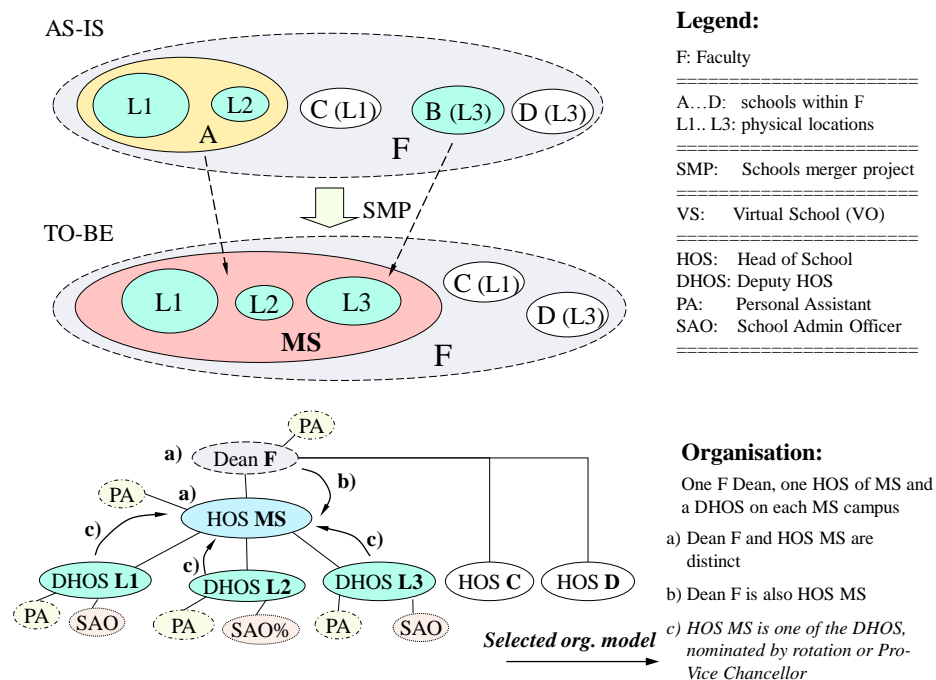 AS-IS
L1
L2
A
C (L1)
B (L3)
D (L3)
F
SMP
TO-BE
L1
L2
L3
MS
C (L1)
D (L3)
F
Legend:
F: Faculty
========================
A…D: schools within F
L1.. L3: physical locations
========================
SMP: Schools merger project
========================
VS: Virtual School (VO)
========================
HOS: Head of School
DHOS: Deputy HOS
PA: Personal Assistant
SAO: School Admin Officer
========================
PA
a)
Dean F
b)
PA
a)
HOS MS
c)
c)
c)
DHOS L1
DHOS L2
DHOS L3
HOS C
HOS D
PA
SAO
PA
SAO%
PA
SAO
Selected org. model
Organisation:
One F Dean, one HOS of MS and
a DHOS on each MS campus
a) Dean F and HOS MS are
distinct
b) Dean F is also HOS MS
c) HOS MS is one of the DHOS,
nominated by rotation or Pro-
Vice Chancellor